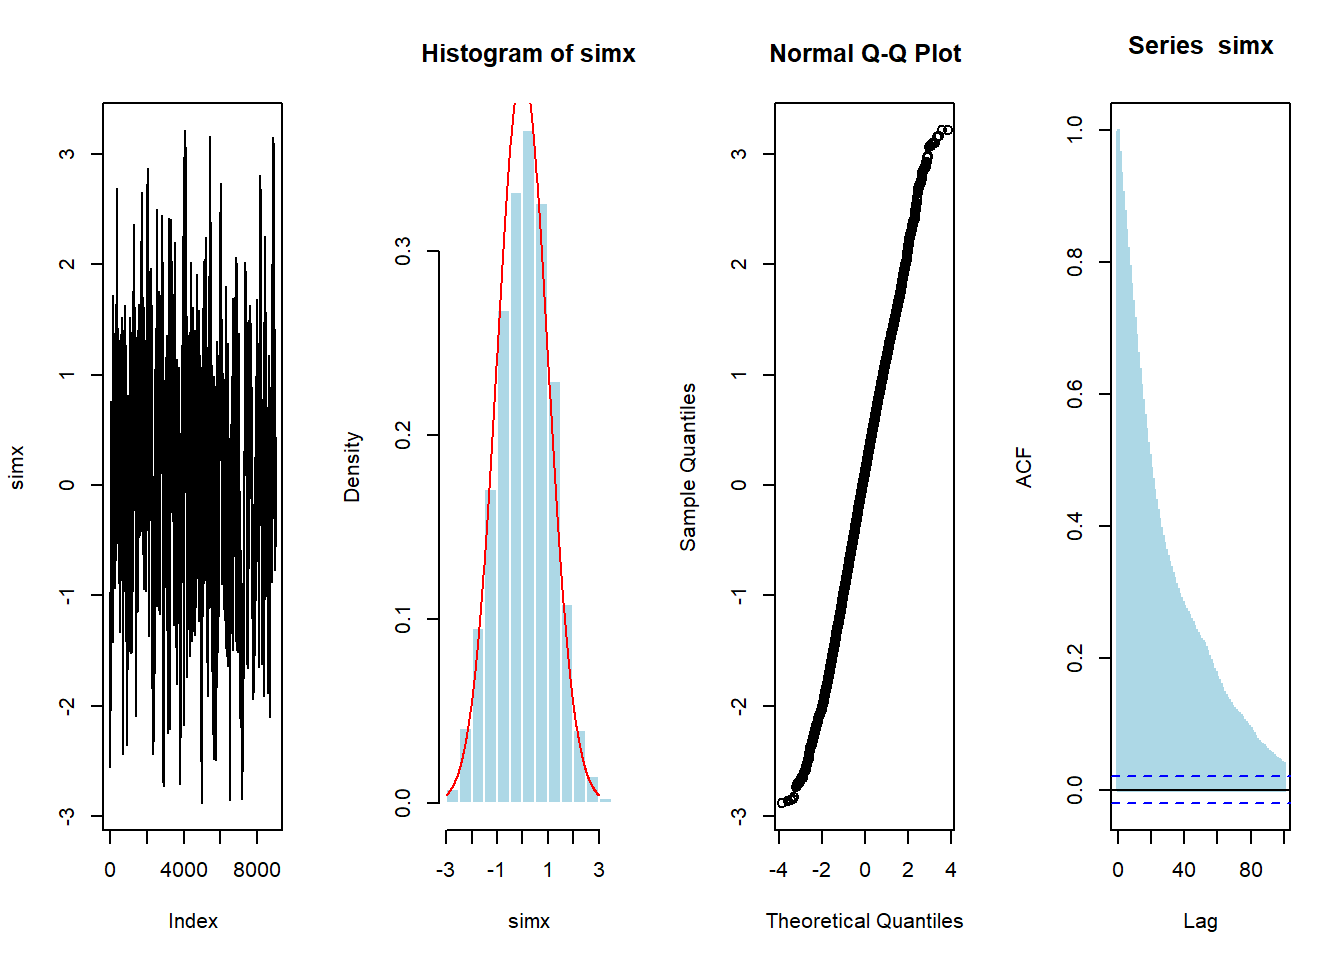 simx
3
2
1
0
-1
-2
-3
0 4000 8000
Index
Histogram of simx
Density
0.3
0.2
0.1
0.0
-3 -1 1 3
simx
Normal Q-Q Plot
Sample Quantiles
3
2
1
0
-1
-2
-3
-4 -2 0 2 4
Theoretical Quantiles
Series simx
ACF
1.0
0.8
0.6
0.4
0.2
0.0
0 40 80
Lag